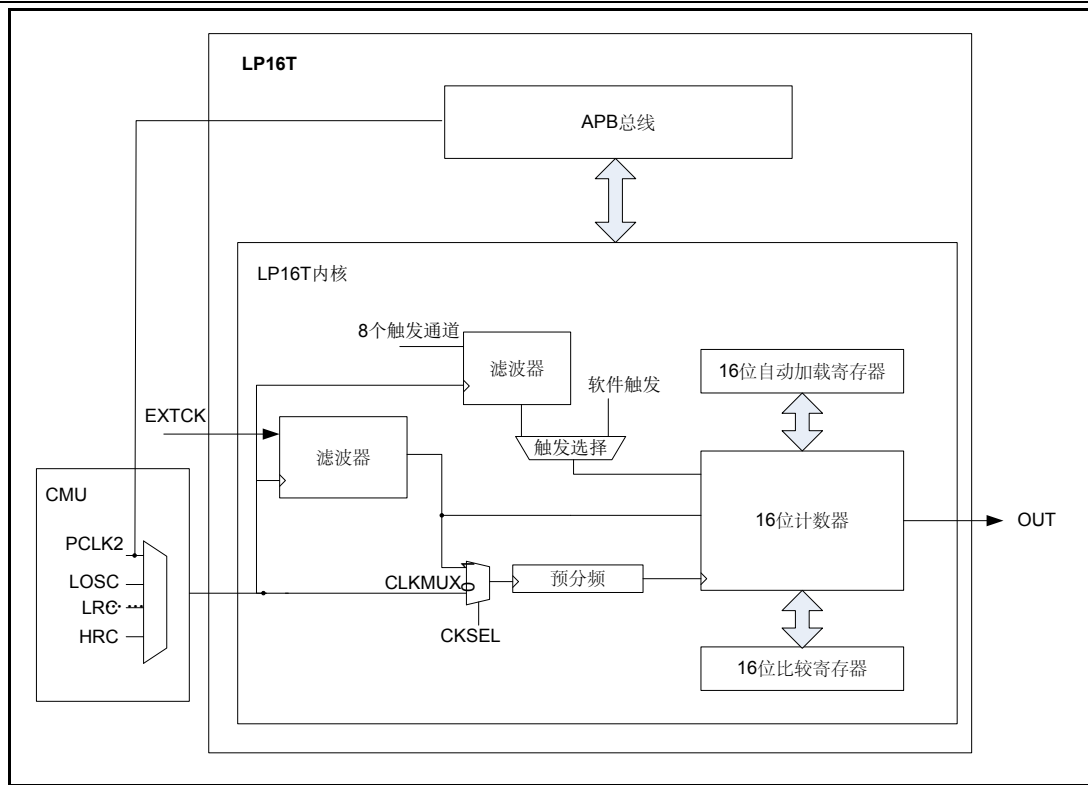 LP16T
APB总线
LP16T内核
8个触发通道
滤波器
软件触发
16位自动加载寄存器
EXTCK
滤波器
触发选择
CMU
16位计数器
OUT
PCLK2
LOSC
CLKMUX
1
0
预分频
LRC
HRC
CKSEL
16位比较寄存器